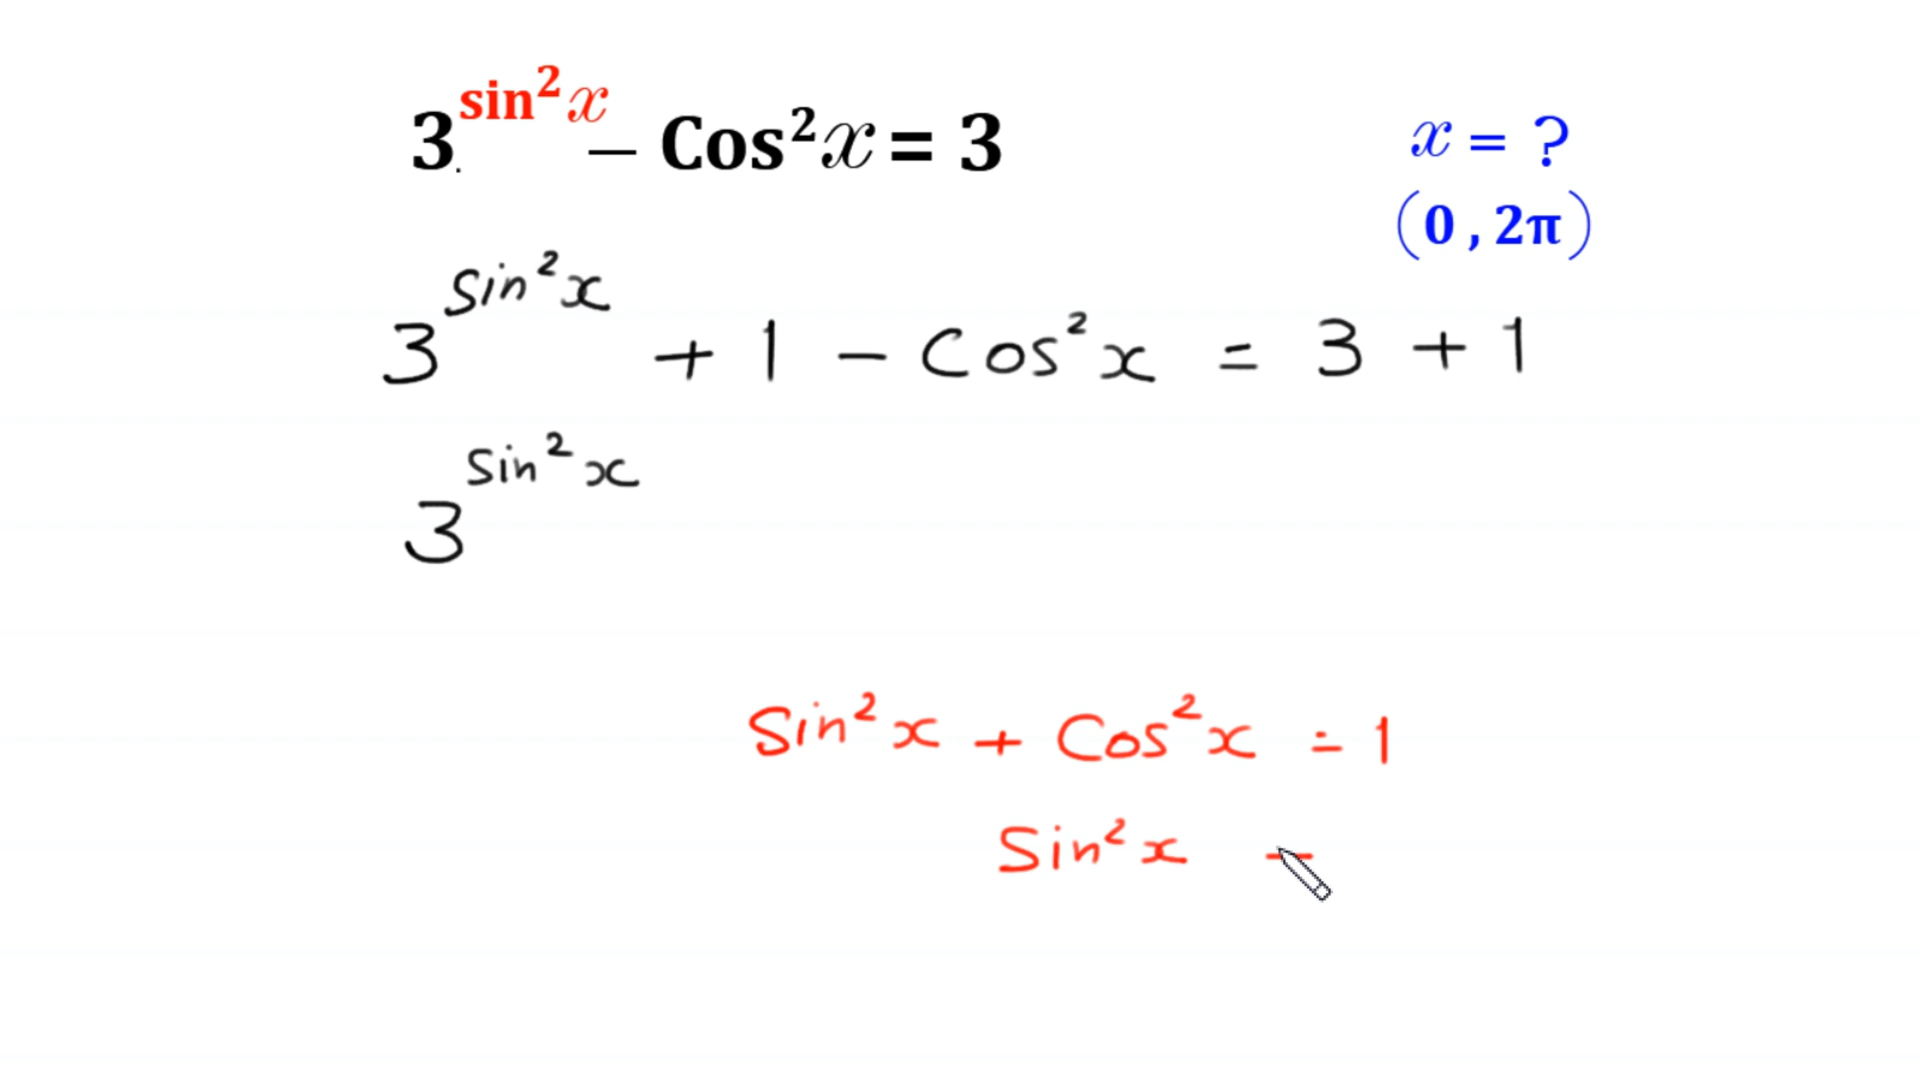 3^sin²x – Cos²x = 3
x = ?
(0 , 2π)
3^sin²x + 1 – Cos²x = 3 + 1
3^sin²x
Sin²x + Cos²x = 1
Sin²x =